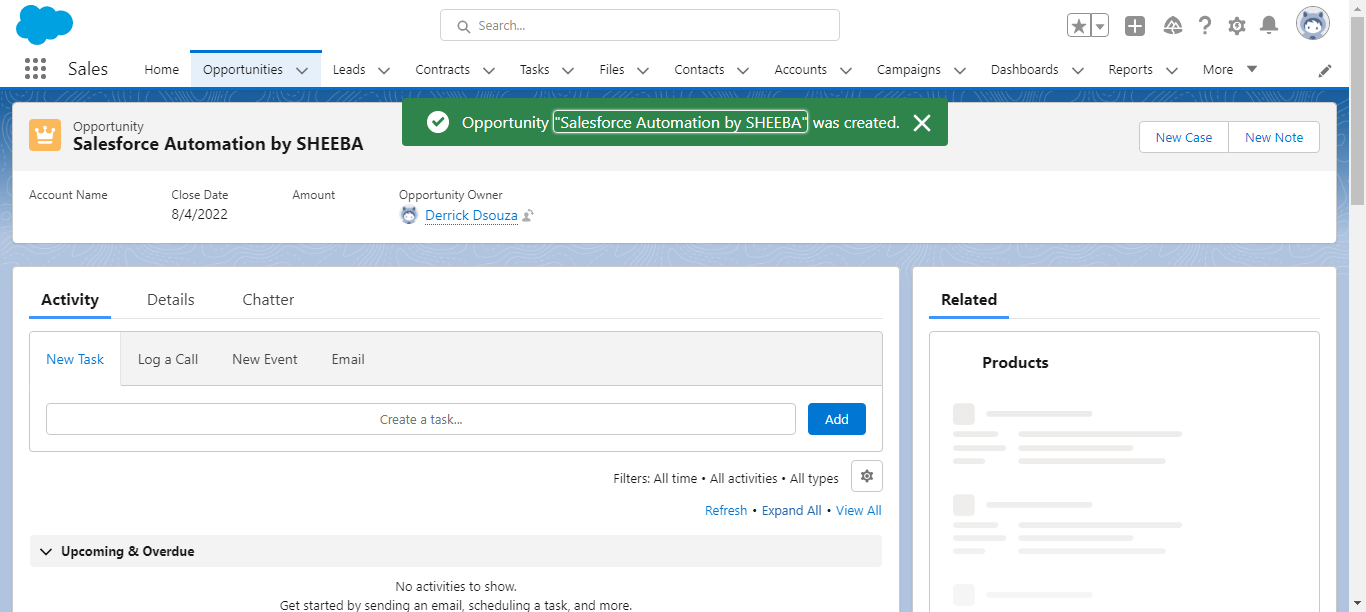 Search...
Sales
Home
Opportunities
Leads
Contracts
Tasks
Files
Contacts
Accounts
Campaigns
Dashboards
Reports
More
Opportunity "Salesforce Automation by SHEEBA" was created.
Opportunity
Salesforce Automation by SHEEBA
New Case
New Note
Account Name
Close Date
8/4/2022
Amount
Opportunity Owner
Derrick Dsouza
Activity
Details
Chatter
New Task
Log a Call
New Event
Email
Create a task...
Add
Filters: All time • All activities • All types
Refresh • Expand All • View All
Upcoming & Overdue
No activities to show.
Get started by sending an email, scheduling a task, and more.
Related
Products